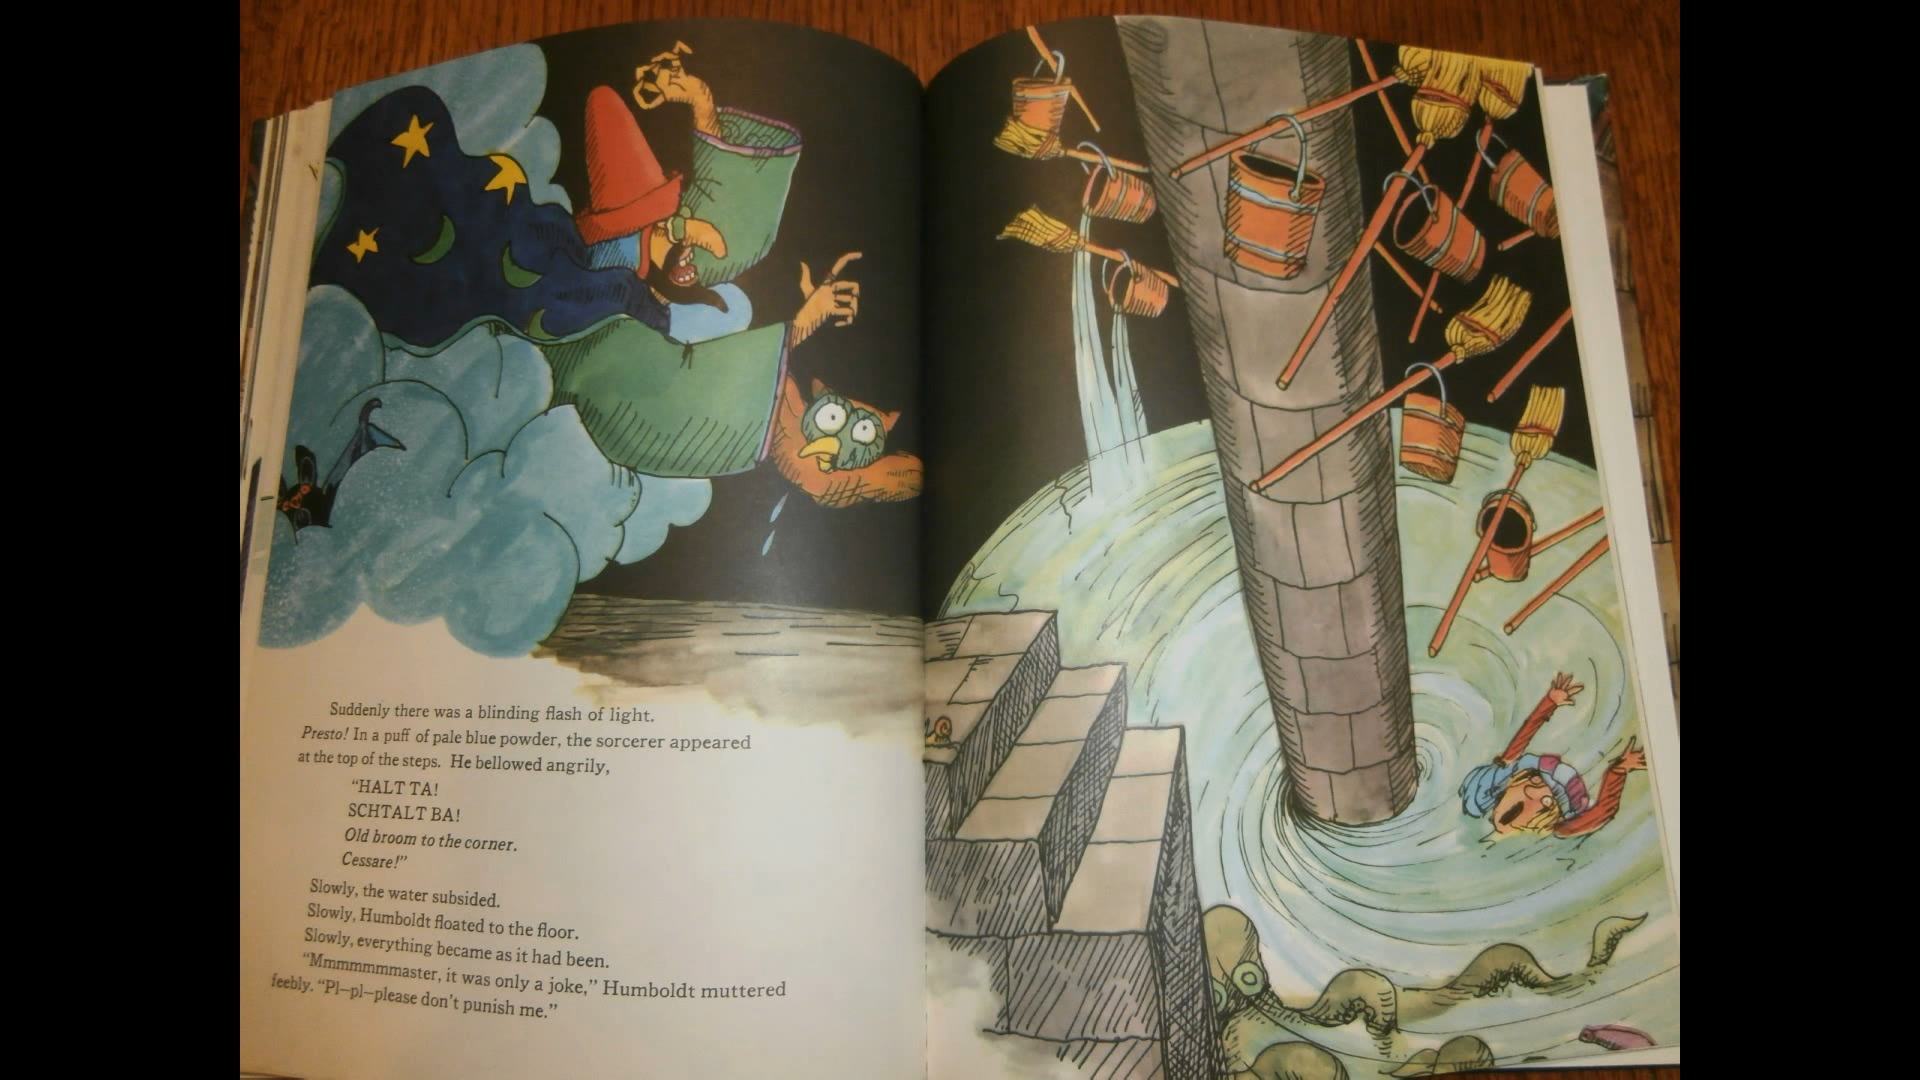 Suddenly there was a blinding flash of light.
Presto! In a puff of pale blue powder, the sorcerer appeared
at the top of the steps. He bellowed angrily,
"HALT TA!
SCHTALT BA!
Old broom to the corner.
Cessare!"
Slowly, the water subsided.
Slowly, Humboldt floated to the floor.
Slowly, everything became as it had been.
"Mmmmmmmaster, it was only a joke," Humboldt muttered
feebly. "Pl—pl—please don't punish me."